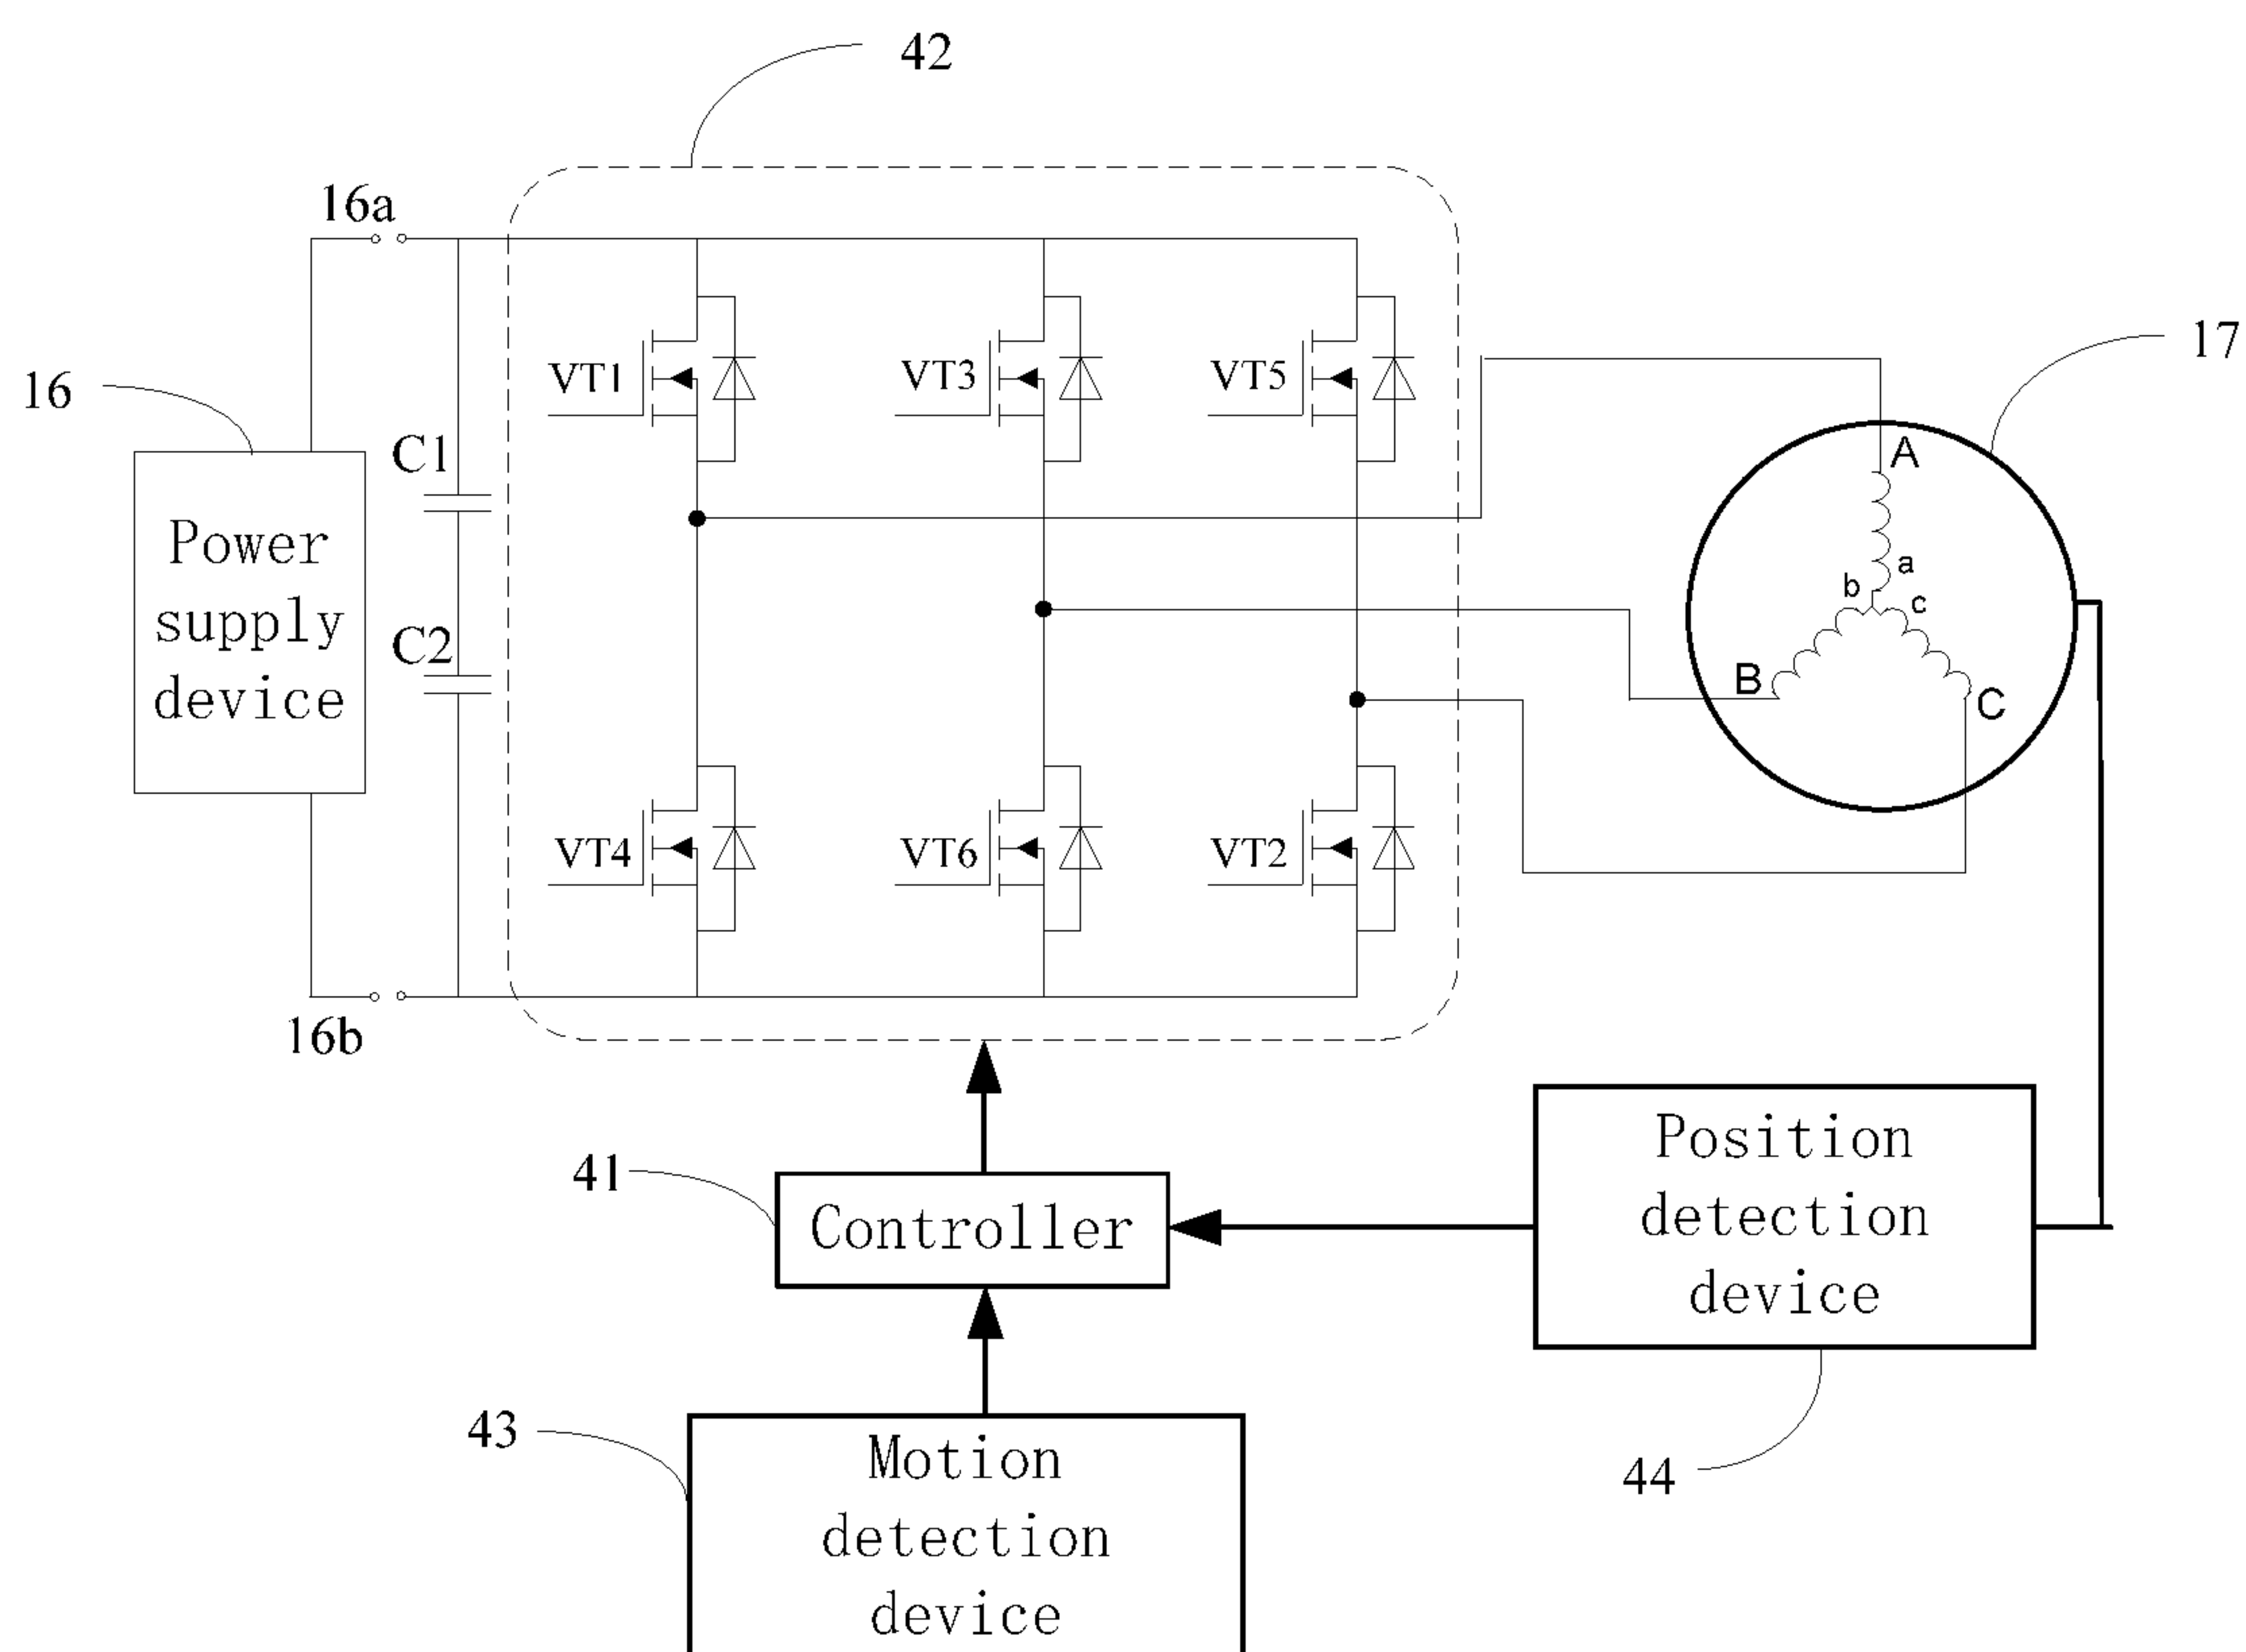 42
16a
17
VT1
VT3
VT5
16
A
C1
Power
supply
device
a
b
c
C2
B
C
VT4
VT6
VT2
16b
Position
detection
device
41
Controller
43
Motion
detection
device
44